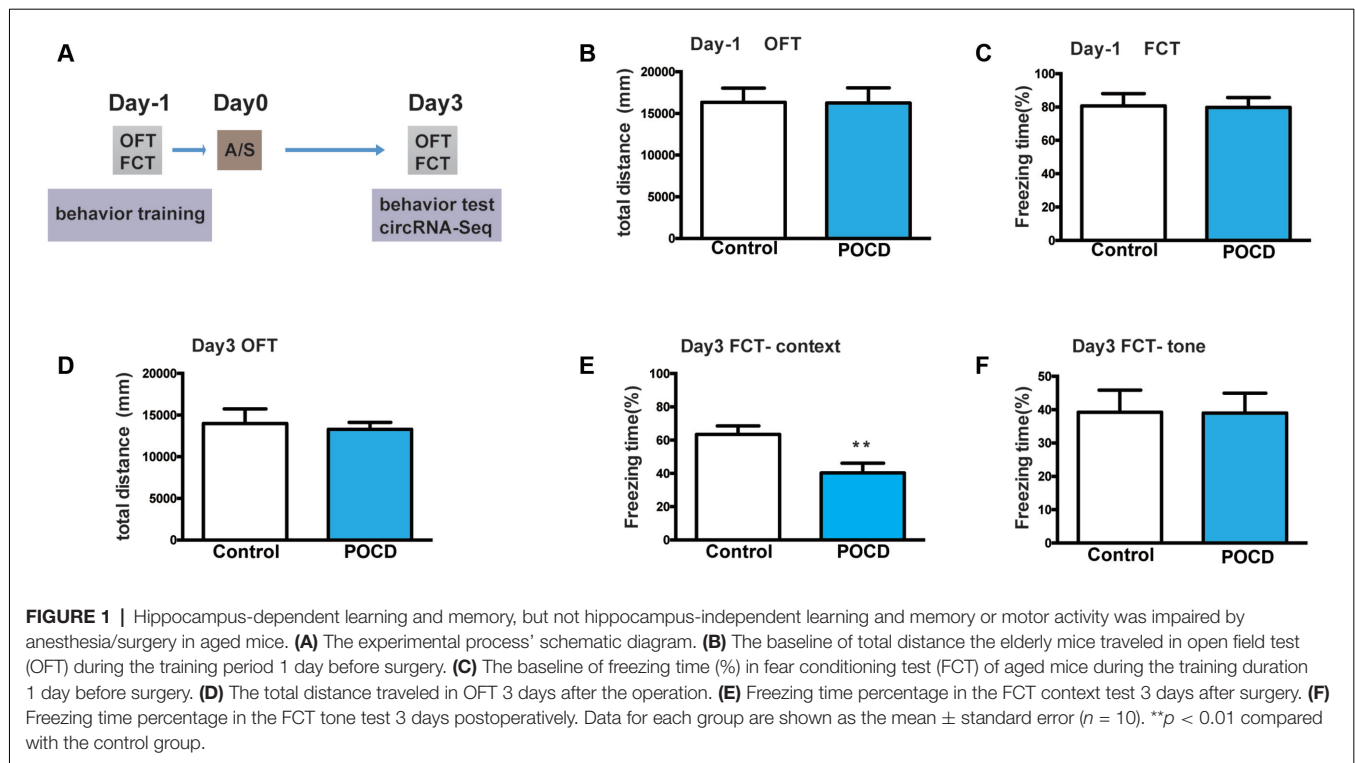 A
Day-1 Day0 Day3
OFT
FCT
A/S
OFT
FCT
behavior training
behavior test
circRNA-Seq
B
Day-1 OFT
total distance (mm)
20000
15000
10000
5000
0
Control POCD
C
Day-1 FCT
Freezing time(%)
100
80
60
40
20
0
Control POCD
D
Day3 OFT
total distance (mm)
20000
15000
10000
5000
0
Control POCD
E
Day3 FCT- context
Freezing time(%)
100
80
60
40
20
0
**
Control POCD
F
Day3 FCT- tone
Freezing time(%)
50
40
30
20
10
0
Control POCD
FIGURE 1 | Hippocampus-dependent learning and memory, but not hippocampus-independent learning and memory or motor activity was impaired by
anesthesia/surgery in aged mice. (A) The experimental process' schematic diagram. (B) The baseline of total distance the elderly mice traveled in open field test
(OFT) during the training period 1 day before surgery. (C) The baseline of freezing time (%) in fear conditioning test (FCT) of aged mice during the training duration
1 day before surgery. (D) The total distance traveled in OFT 3 days after the operation. (E) Freezing time percentage in the FCT context test 3 days after surgery. (F)
Freezing time percentage in the FCT tone test 3 days postoperatively. Data for each group are shown as the mean ± standard error (n = 10). **p < 0.01 compared
with the control group.